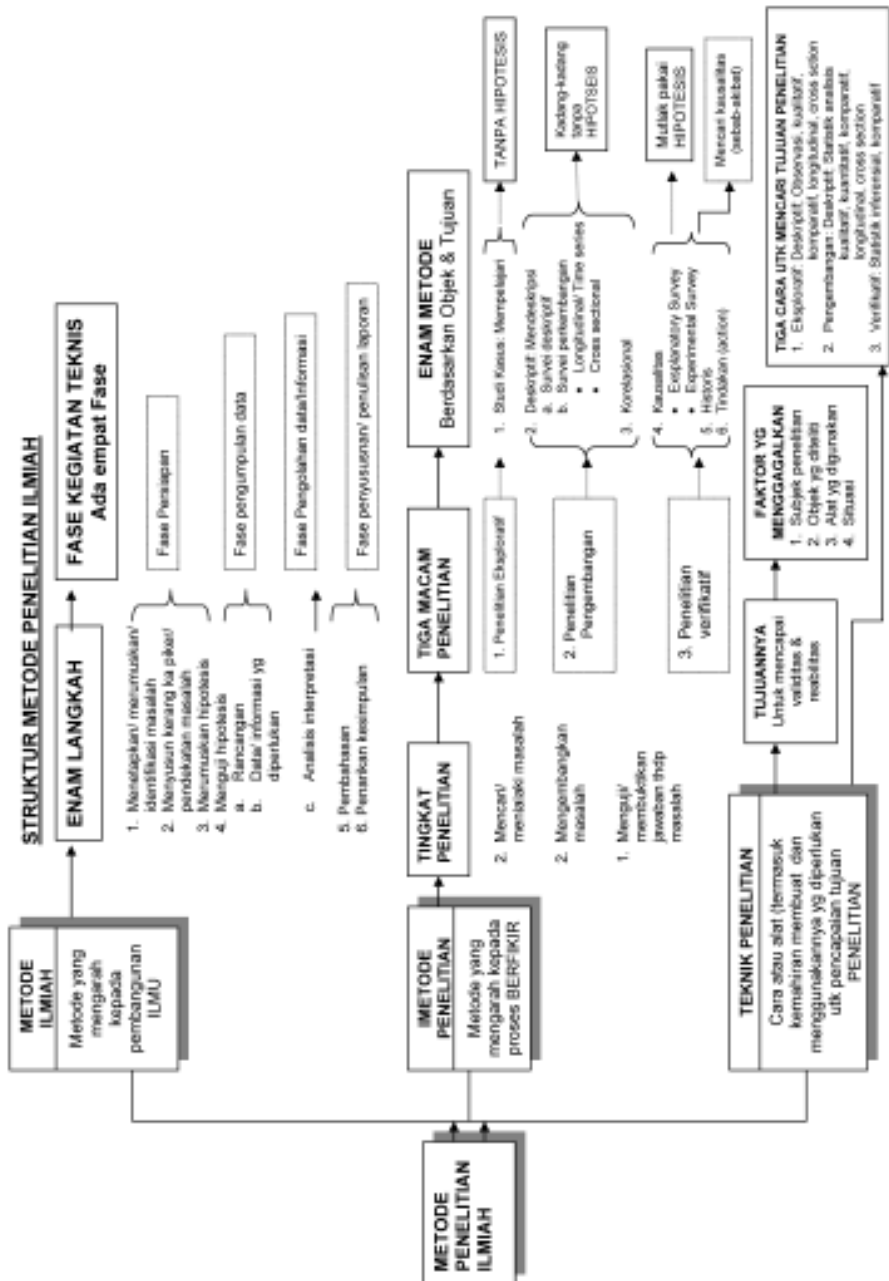 STRUKTUR METODE PENELITIAN ILMIAH
METODE
PENELITIAN
ILMIAH
METODE
ILMIAH
Metode yang
mengarah
kepada
pembangunan
ILMU
ENAM LANGKAH
FASE KEGIATAN TEKNIS
Ada empat Fase
1. Menetapkan/ merumuskan/
identifikasi masalah
2. Menyusun kerang ka piker/
pendekatan masalah
3. Merumuskan hipotesis
4. Menguji hipotesis
a. Rancangan
b. Data/ informasi yg
diperlukan
c. Analisis interpretasi
5. Pembahasan
6. Penarikan kesimpulan
Fase Persiapan
Fase pengumpulan data
Fase Pengolahan data/informasi
Fase penyususnan/ penulisan laporan
IMETODE
PENELITIAN
Metode yang
mengarah kepada
proses BERFIKIR
TINGKAT
PENELITIAN
TIGA MACAM
PENELITIAN
ENAM METODE
Berdasarkan Objek & Tujuan
2. Mencari/
menjalaki masalah
2. Mengembangkan
masalah
1. Menguji/
membuktikan
jawaban thdp
masalah
1. Penelitian Eksploratif
2. Penelitian
Pengembangan
3. Penelitian
verifikatif
1. Studi Kasus: Mempelajari
2. Deskriptif: Mendeskripsi
a. Survei deskriptif
b. Survei perkembangan
• Longitudinal/ Time series
• Cross sectional
3. Korelasional
4. Kausalitas
• Exsplanatory Survey
• Experimental Survey
5. Historis
6. Tindakan (action)
TANPA HIPOTESIS
Kadang-kadang
tanpa
HIPOTSEIS
Mutlak pakai
HIPOTESIS
Mencari kausalitas
(sebab-akibat)
TEKNIK PENELITIAN
Cara atau alat (termasuk
kemahiran membuat dan
menggunakannya yg diperlukan
utk pencapaian tujuan
PENELITIAN
TUJUANNYA
Untuk mencapai
validitas &
reabilitas
FAKTOR YG
MENGGAGALKAN
1. Subjek penelitian
2. Objek yg diteliti
3. Alat yg digunakan
4. Situasi
TIGA CARA UTK MENCARI TUJUAN PENELITIAN
1. Eksploratif: Deskriptif: Observasi, kualitatif,
komparatif, longitudinal, cross section
2. Pengembangan: Deskriptif: Statistik analisis
kualitatif, kuantitatif, komparatif,
longitudinal, cross section
3. Verifikatif: Statistik inferensial, komparatif